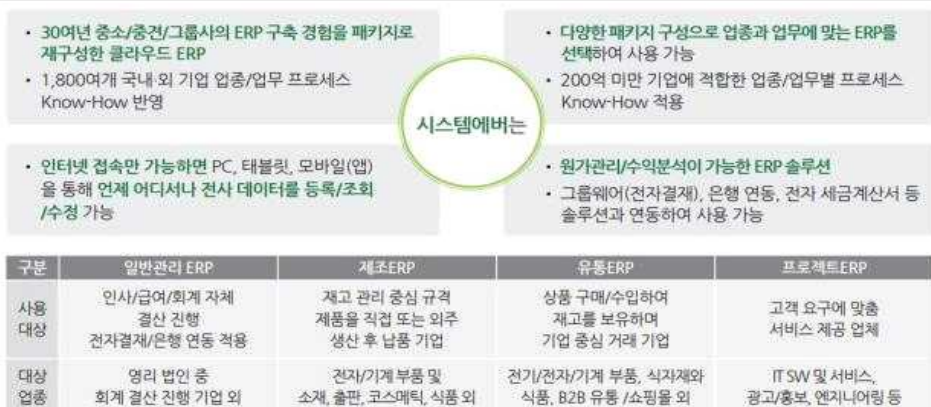 • 30여년 중소/중견/그룹사의 ERP 구축 경험을 패키지로
재구성한 클라우드 ERP
• 1,800여개 국내·외 기업 업종/업무 프로세스
Know-How 반영
• 다양한 패키지 구성으로 업종과 업무에 맞는 ERP를
선택하여 사용 가능
• 200억 미만 기업에 적합한 업종/업무별 프로세스
Know-How 적용
시스템에버는
• 인터넷 접속만 가능하면 PC, 태블릿, 모바일(앱)
을 통해 언제 어디서나 전사 데이터를 등록/조회
/수정 가능
• 원가관리/수익분석이 가능한 ERP 솔루션
• 그룹웨어(전자결재), 은행 연동, 전자 세금계산서 등
솔루션과 연동하여 사용 가능
구분 일반관리 ERP 제조ERP 유통ERP 프로젝트ERP
사용
대상
인사/급여/회계 자체
결산 진행
전자결재/은행 연동 적용
재고 관리 중심 규격
제품을 직접 또는 외주
생산 후 납품 기업
상품 구매/수입하여
재고를 보유하며
기업 중심 거래 기업
고객 요구에 맞춤
서비스 제공 업체
대상
업종
영리 법인 중
회계 결산 진행 기업 외
전자/기계 부품 및
소재, 출판, 코스메틱, 식품 외
전기/전자/기계 부품, 식자재와
식품, B2B 유통 /쇼핑몰 외
IT SW 및 서비스,
광고/홍보, 엔지니어링 등